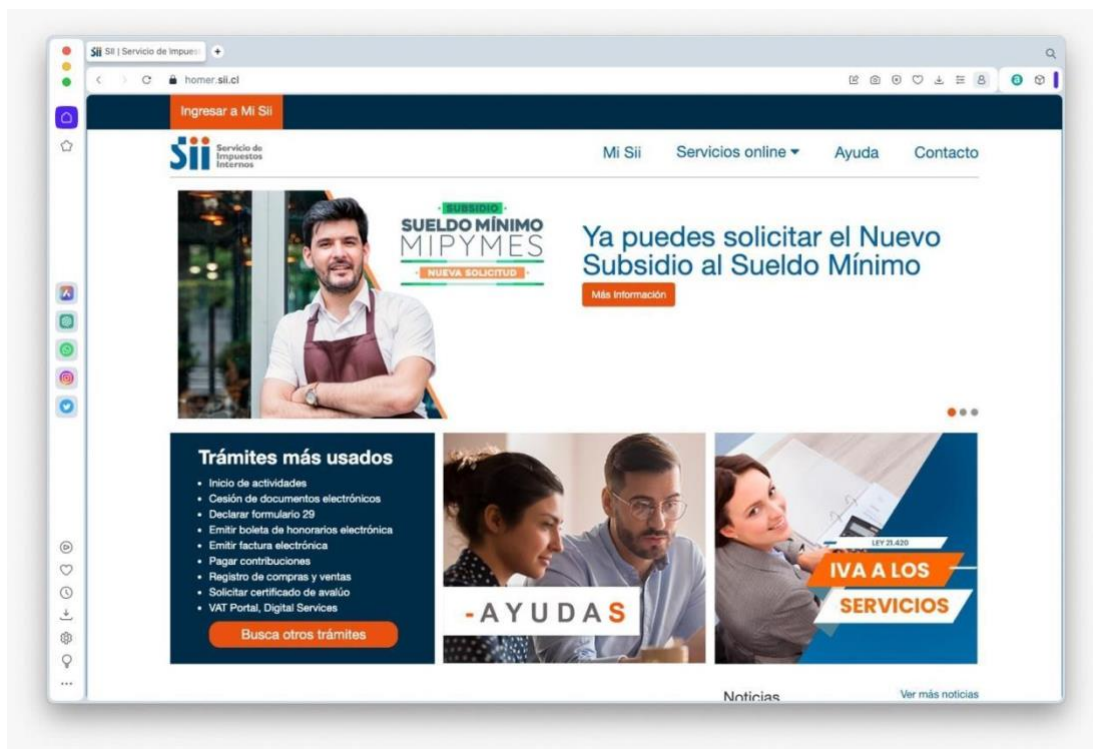 Sii SII | Servicio de Impues
homer.sii.cl
Ingresar a Mi Sii
Sii Servicio de
Impuestos
Internos
Mi Sii Servicios online Ayuda Contacto
· SUBSIDIO ·
SUELDO MÍNIMO
MIPYMES
· NUEVA SOLICITUD ·
Ya puedes solicitar el Nuevo
Subsidio al Sueldo Mínimo
Más Información
Trámites más usados
• Inicio de actividades
• Cesión de documentos electrónicos
• Declarar formulario 29
• Emitir boleta de honorarios electrónica
• Emitir factura electrónica
• Pagar contribuciones
• Registro de compras y ventas
• Solicitar certificado de avalúo
• VAT Portal, Digital Services
Busca otros trámites
-AYUDAS
LEY 21.420
IVA A LOS
SERVICIOS
Noticias
Ver más noticias